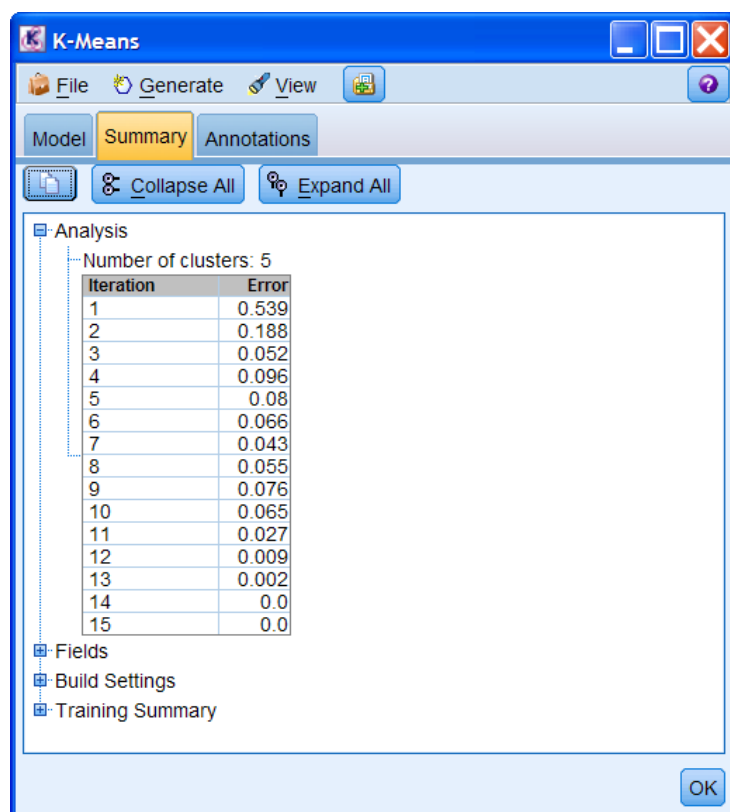 K-Means
File Generate View
Model Summary Annotations
Collapse All Expand All
Analysis
Number of clusters: 5
Iteration Error
1 0.539
2 0.188
3 0.052
4 0.096
5 0.08
6 0.066
7 0.043
8 0.055
9 0.076
10 0.065
11 0.027
12 0.009
13 0.002
14 0.0
15 0.0
Fields
Build Settings
Training Summary
OK